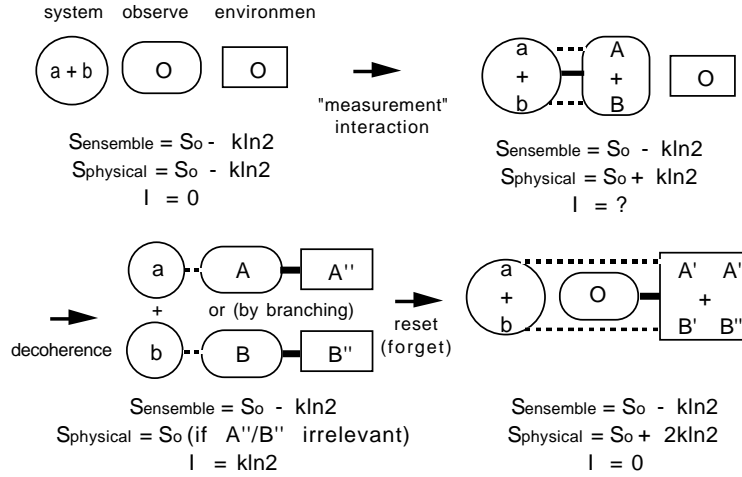 system observe environmen
a + b O O
"measurement"
interaction
a A
+ +
b B
O
Sensemble = So - kln2
Sphysical = So - kln2
I = 0
Sensemble = So - kln2
Sphysical = So + kln2
I = ?
decoherence
a A A''
+ or (by branching)
b B B''
reset
(forget)
a
+
b
O
A' A'
+
B' B''
Sensemble = So - kln2
Sphysical = So (if A''/B'' irrelevant)
I = kln2
Sensemble = So - kln2
Sphysical = So + 2kln2
I = 0